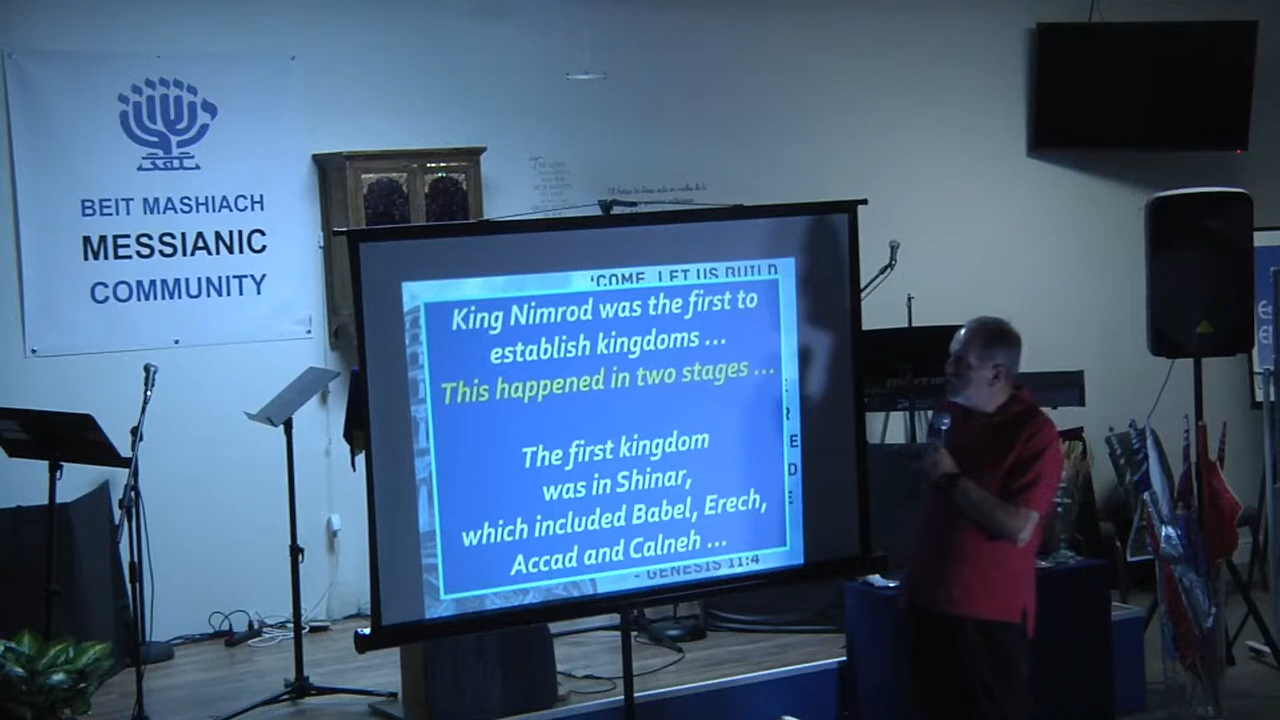 BEIT MASHIACH
MESSIANIC
COMMUNITY
'COME, LET US BUILD
King Nimrod was the first to
establish kingdoms ...
This happened in two stages ...
The first kingdom
was in Shinar,
which included Babel, Erech,
Accad and Calneh ...
- GENESIS 11:4